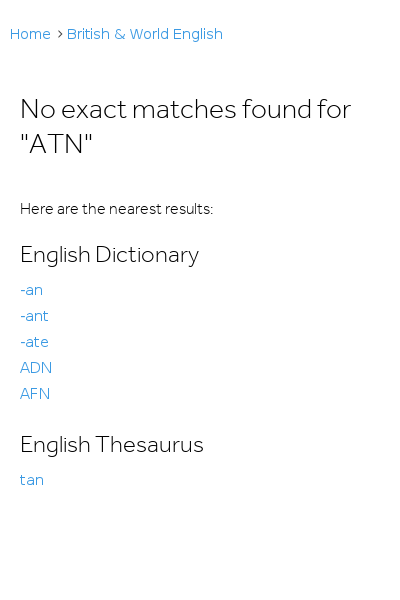 Home > British & World English
No exact matches found for
"ATN"
Here are the nearest results:
English Dictionary
-an
-ant
-ate
ADN
AFN
English Thesaurus
tan